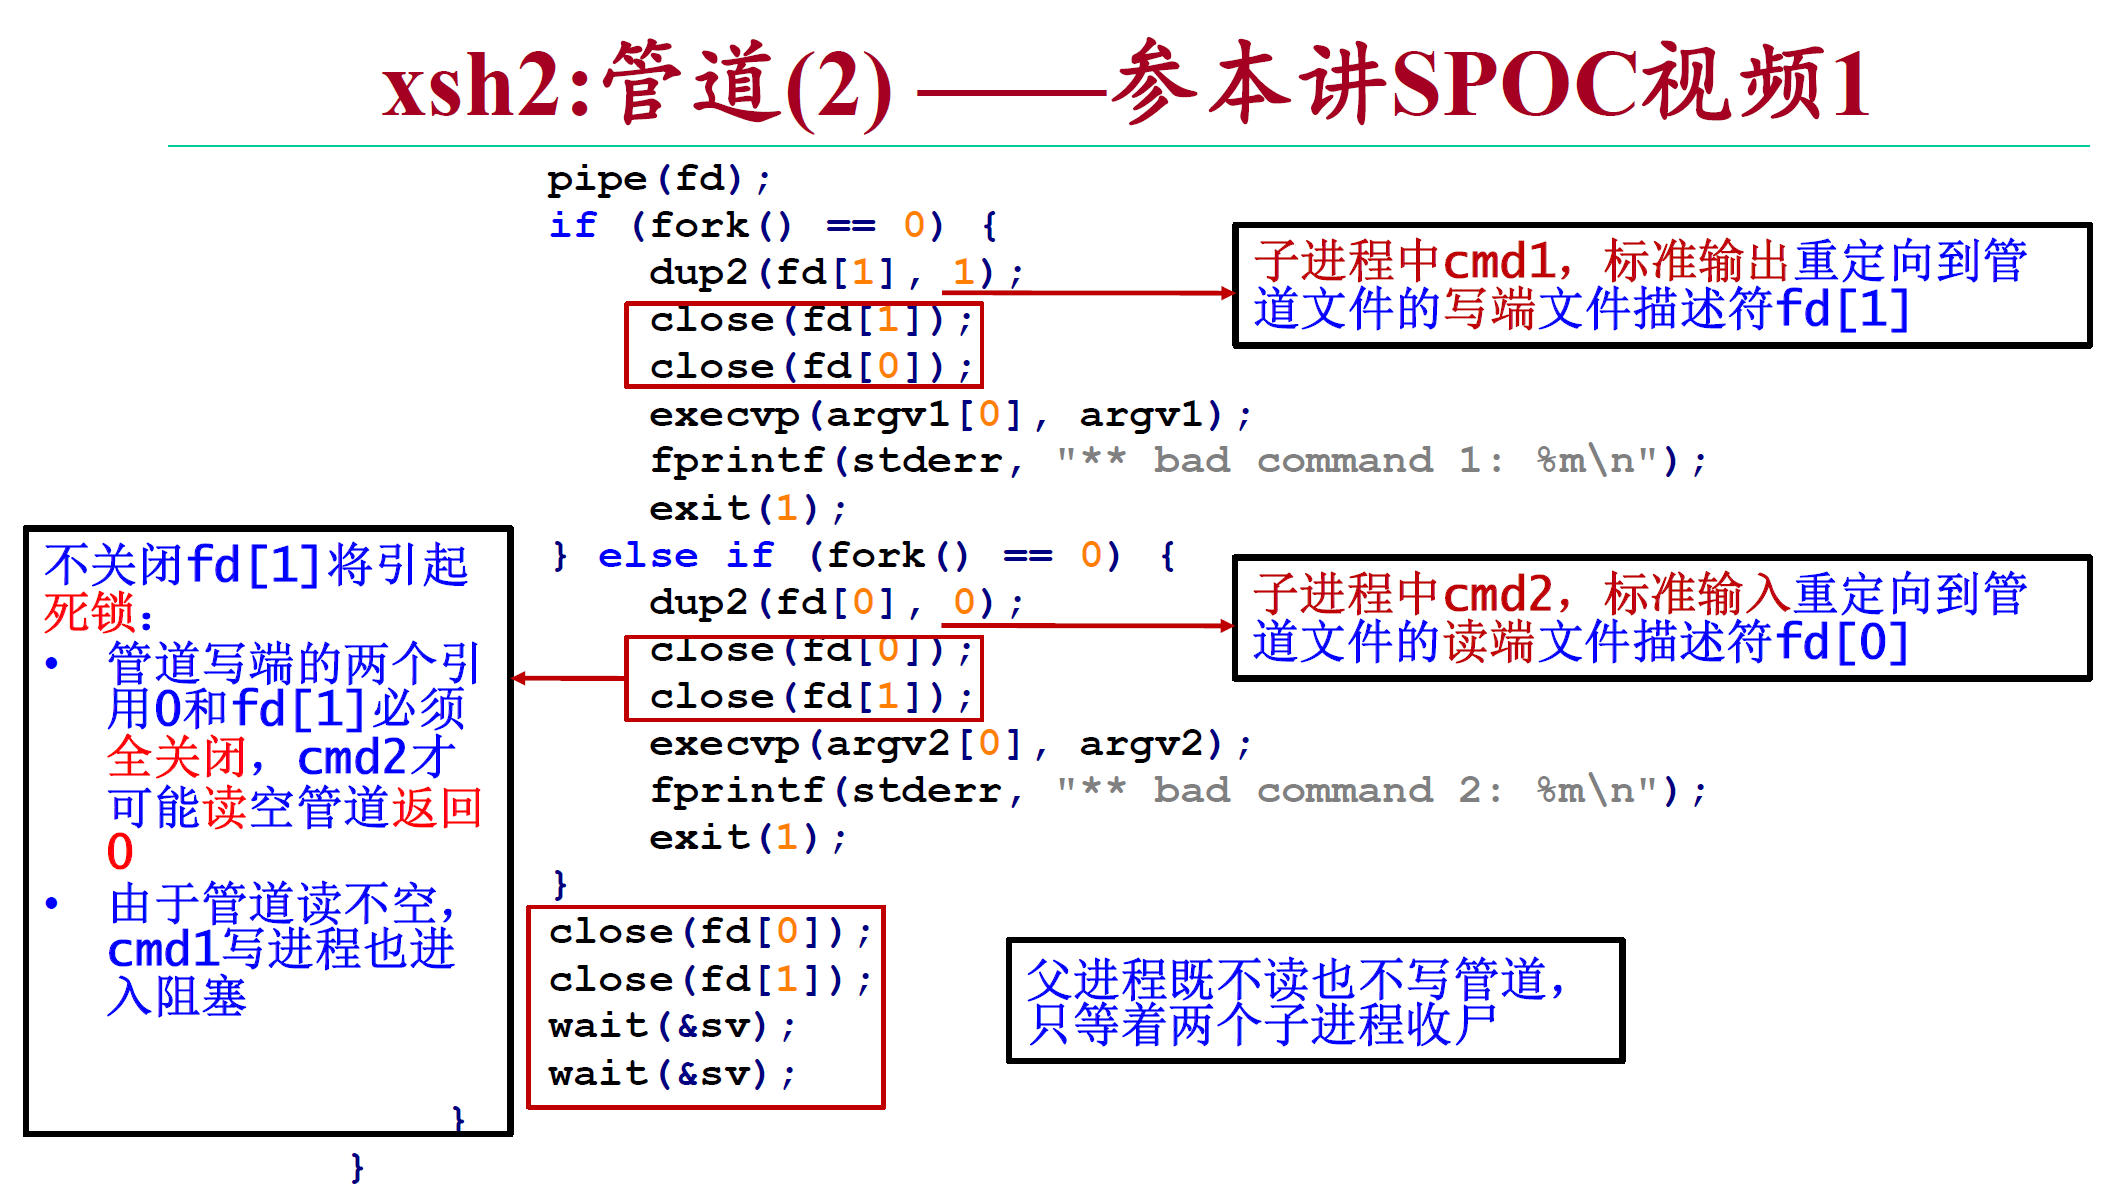 xsh2:管道(2) ——参本讲SPOC视频1
pipe(fd);
if (fork() == 0) {
dup2(fd[1], 1);
close(fd[1]);
close(fd[0]);
execvp(argv1[0], argv1);
fprintf(stderr, "** bad command 1: %m\n");
exit(1);
} else if (fork() == 0) {
dup2(fd[0], 0);
close(fd[0]);
close(fd[1]);
execvp(argv2[0], argv2);
fprintf(stderr, "** bad command 2: %m\n");
exit(1);
}
close(fd[0]);
close(fd[1]);
wait(&sv);
wait(&sv);
}
}
子进程中cmd1，标准输出重定向到管
道文件的写端文件描述符fd[1]
子进程中cmd2，标准输入重定向到管
道文件的读端文件描述符fd[0]
不关闭fd[1]将引起
死锁：
• 管道写端的两个引
用0和fd[1]必须
全关闭，cmd2才
可能读空管道返回
0
• 由于管道读不空，
cmd1写进程也进
入阻塞
父进程既不读也不写管道，
只等着两个子进程收尸